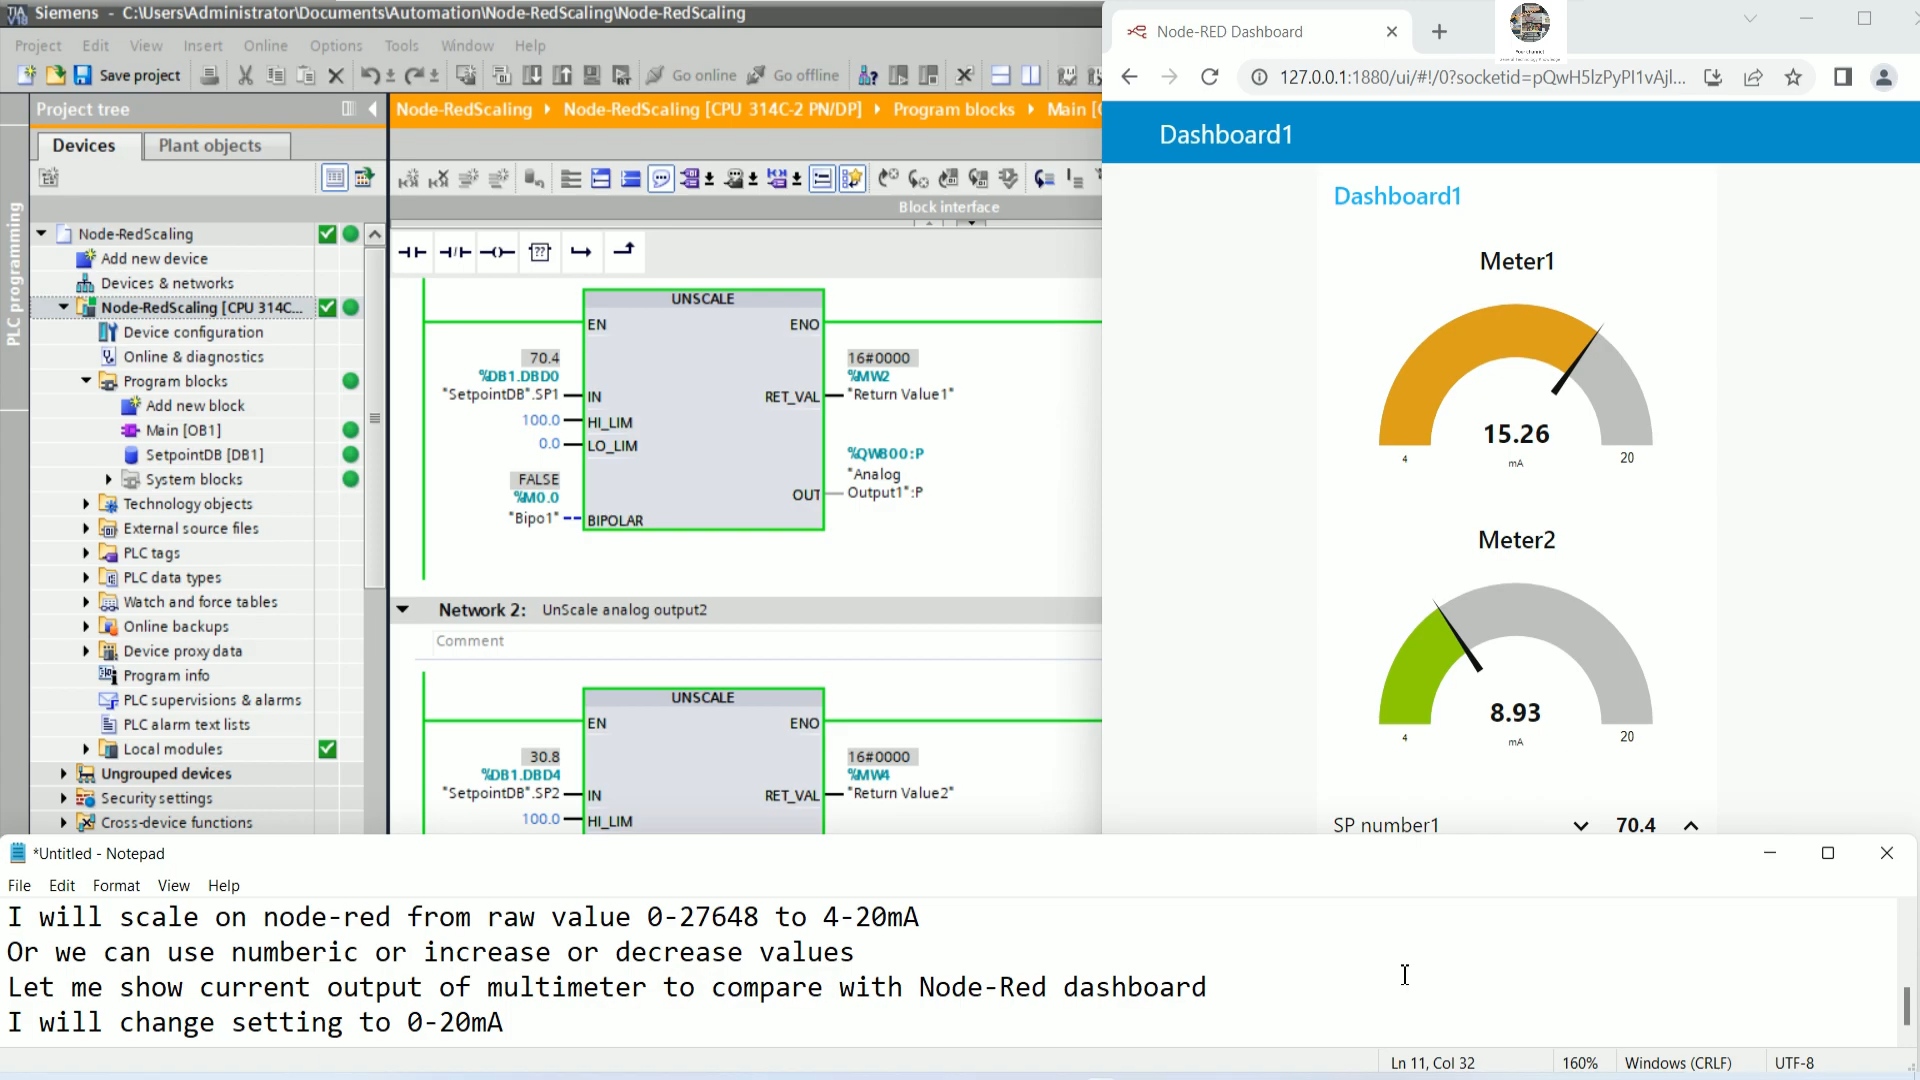 Siemens - C:\Users\Administrator\Documents\Automation\Node-RedScaling\Node-RedScaling
Project Edit View Insert Online Options Tools Window Help
Save project Go online Go offline
Project tree
Devices Plant objects
PLC programming
Node-RedScaling
Add new device
Devices & networks
Node-RedScaling [CPU 314C...
Device configuration
Online & diagnostics
Program blocks
Add new block
Main [OB1]
SetpointDB [DB1]
System blocks
Technology objects
External source files
PLC tags
PLC data types
Watch and force tables
Online backups
Device proxy data
Program info
PLC supervisions & alarms
PLC alarm text lists
Local modules
Ungrouped devices
Security settings
Cross-device functions
Node-RedScaling Node-RedScaling [CPU 314C-2 PN/DP] Program blocks Main [
Block interface
UNSCALE
EN ENO
70.4 16#0000
%DB1.DBD0 %MW2
"SetpointDB".SP1 IN RET_VAL "Return Value1"
100.0 HI_LIM
0.0 LO_LIM
%QW800:P
"Analog
FALSE
%M0.0
OUT Output1":P
"Bipo1" BIPOLAR
Network 2: UnScale analog output2
Comment
UNSCALE
EN ENO
30.8 16#0000
%DB1.DBD4 %MW4
"SetpointDB".SP2 IN RET_VAL "Return Value2"
100.0 HI_LIM
Node-RED Dashboard
127.0.0.1:1880/ui/#!/0?socketid=pQwH5lzPyPl1vAjl...
Dashboard1
Dashboard1
Meter1
15.26
4 mA 20
Meter2
8.93
4 mA 20
SP number1 70.4
*Untitled - Notepad
File Edit Format View Help
I will scale on node-red from raw value 0-27648 to 4-20mA
Or we can use numberic or increase or decrease values
Let me show current output of multimeter to compare with Node-Red dashboard
I will change setting to 0-20mA
Ln 11, Col 32 160% Windows (CRLF) UTF-8